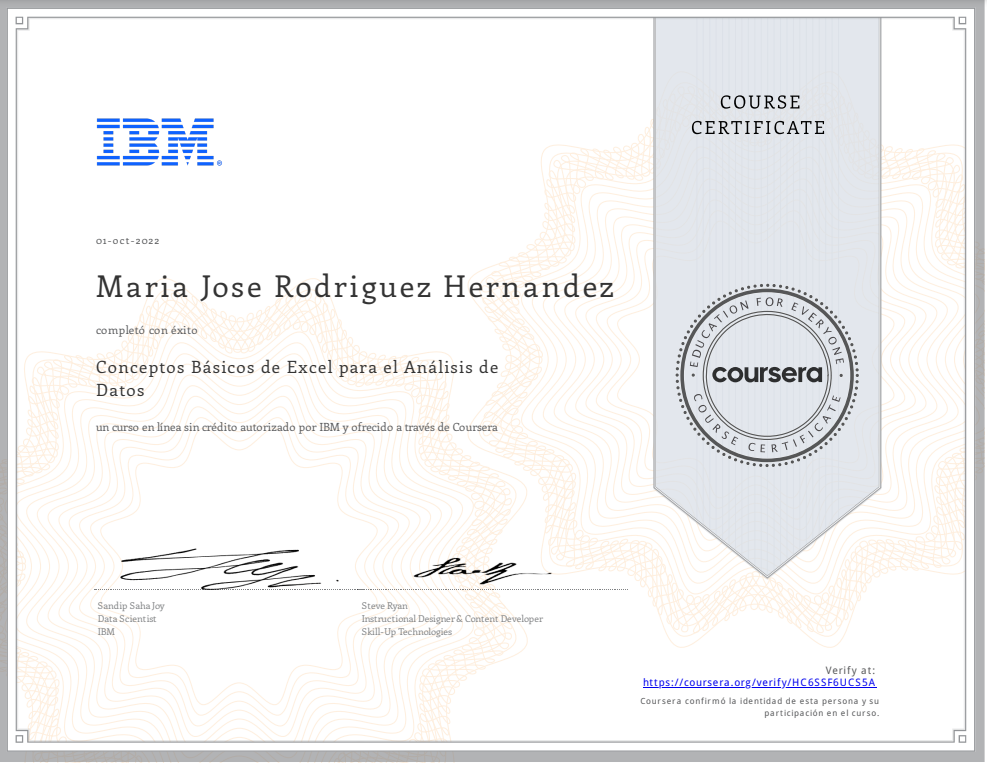 COURSE
CERTIFICATE
IBM®
01-oct-2022
Maria Jose Rodriguez Hernandez
completó con éxito
Conceptos Básicos de Excel para el Análisis de
Datos
un curso en línea sin crédito autorizado por IBM y ofrecido a través de Coursera
EDUCATION FOR EVERYONE
coursera
COURSE CERTIFICATE
Sandip Saha Joy
Data Scientist
IBM
Steve Ryan
Instructional Designer & Content Developer
Skill-Up Technologies
Verify at:
https://coursera.org/verify/HC6SSF6UCS5A
Coursera confirmó la identidad de esta persona y su
participación en el curso.